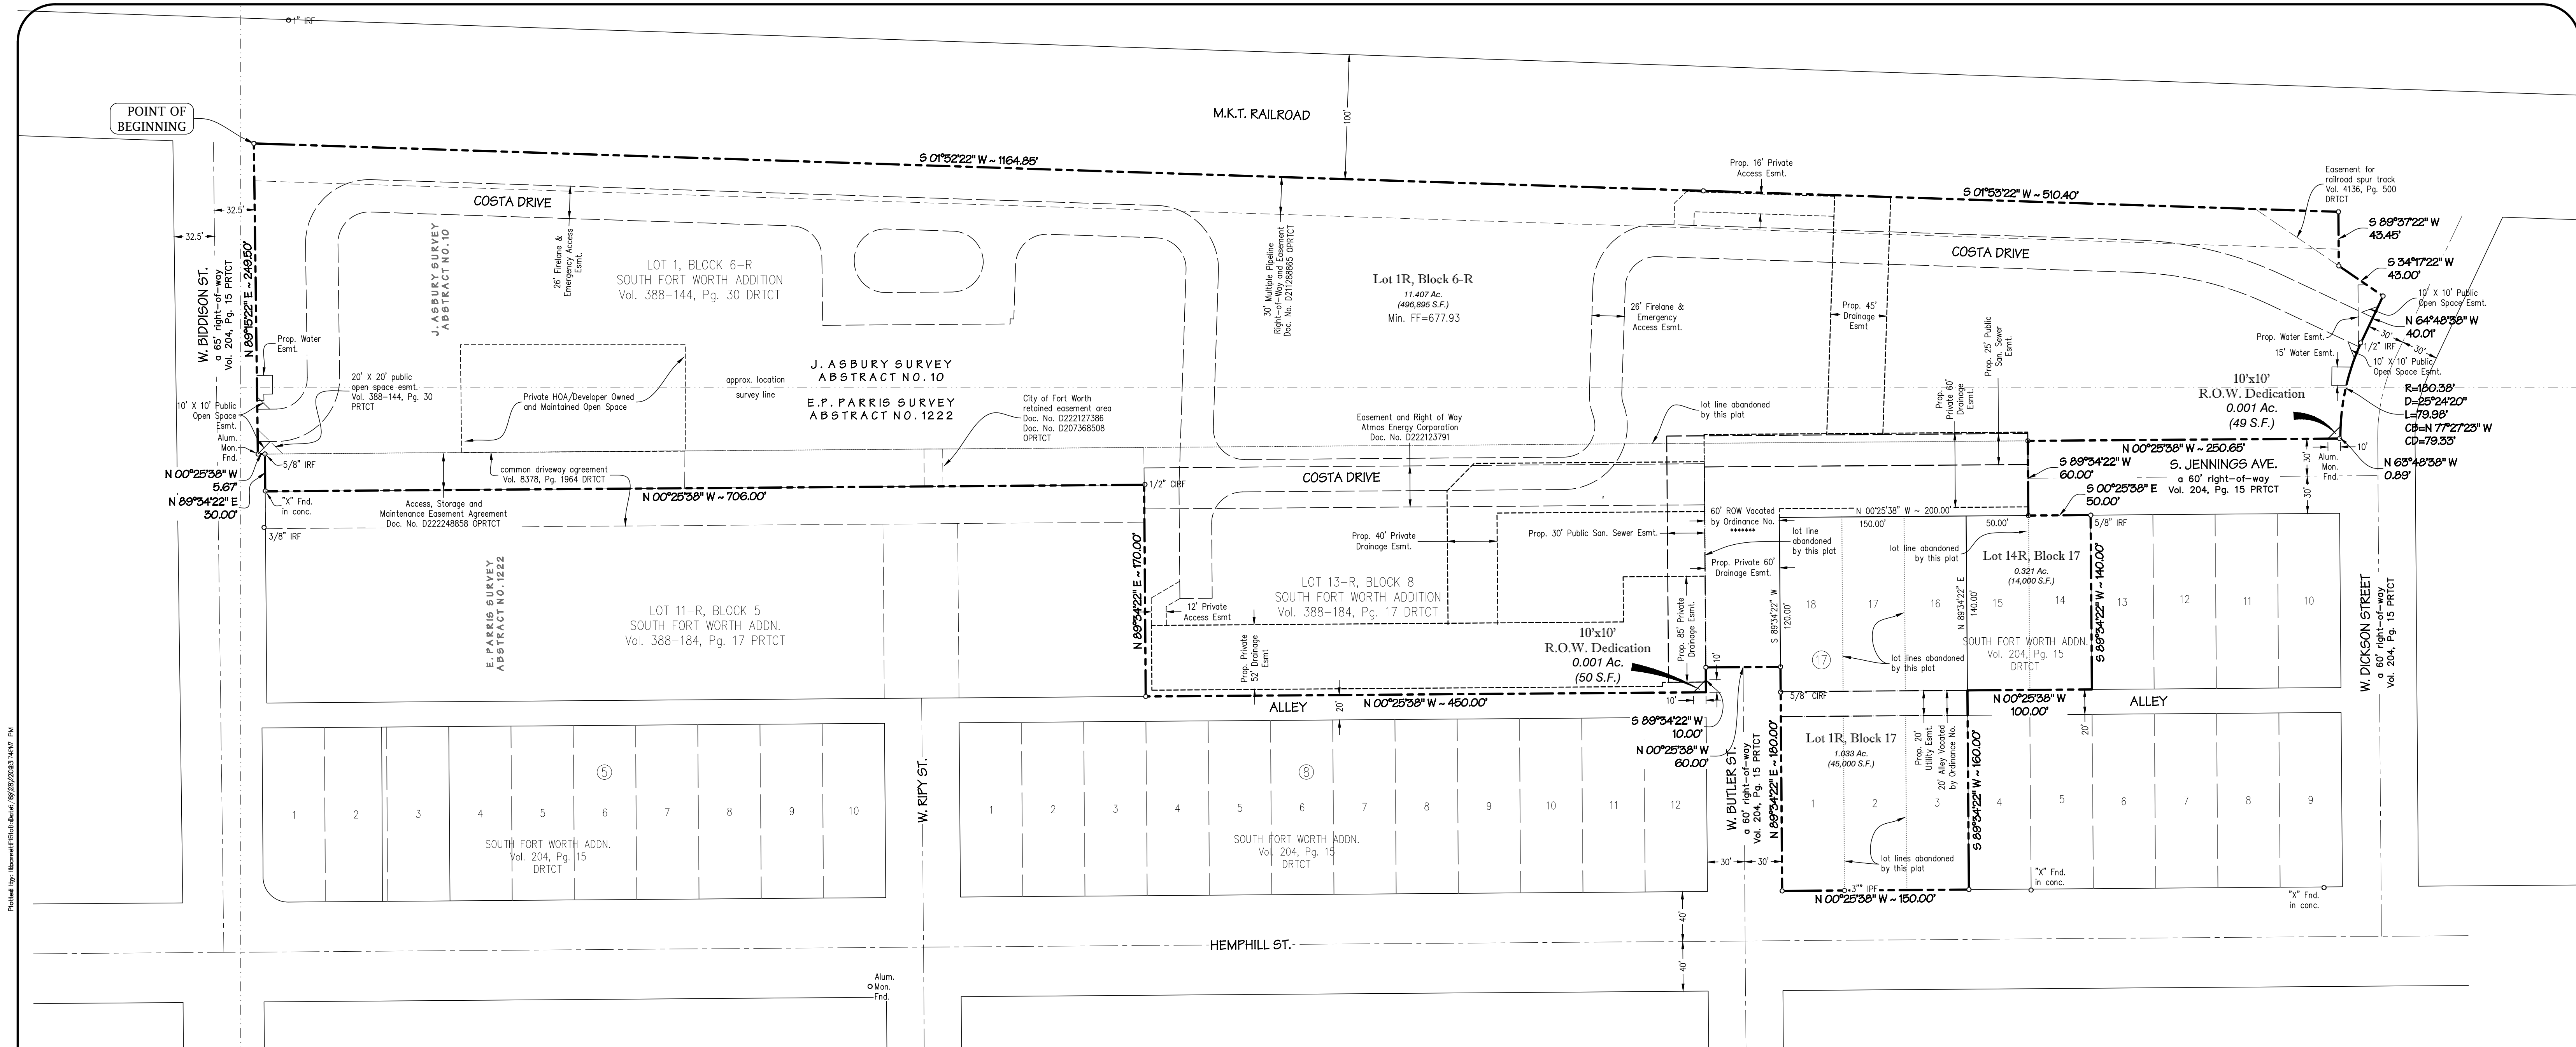 1" IRF
POINT OF
BEGINNING
M.K.T. RAILROAD
100'
S 01°52'22" W ~ 1164.85'
Prop. 16' Private
Access Esmt.
S 01°53'22" W ~ 510.40'
Easement for
railroad spur track
Vol. 4136, Pg. 500
DRTCT
32.5'
32.5'
COSTA DRIVE
26' Firelane &
Emergency Access
Esmt.
S 89°37'22" W
43.45'
S 34°17'22" W
43.00'
COSTA DRIVE
W. BIDDISON ST.
a 65' right-of-way
Vol. 204, Pg. 15 PRTCT
N 89°15'22" E ~ 249.50'
J. ASBURY SURVEY
ABSTRACT NO. 10
LOT 1, BLOCK 6-R
SOUTH FORT WORTH ADDITION
Vol. 388-144, Pg. 30 DRTCT
30' Multiple Pipeline
Right-of-Way and Easement
Doc. No. D211288865 OPRTCT
Lot 1R, Block 6-R
11.407 Ac.
(496,895 S.F.)
Min. FF=677.93
26' Firelane &
Emergency
Access Esmt.
Prop. 45'
Drainage
Esmt
10' X 10' Public
Open Space Esmt.
N 64°48'38" W
40.01'
30'
30'
Prop. Water Esmt.
1/2" IRF
15' Water Esmt.
10' X 10' Public
Open Space Esmt.
Prop. Water
Esmt.
Prop. 25' Public
San. Sewer
Esmt.
J. ASBURY SURVEY
ABSTRACT NO. 10
approx. location
survey line
E.P. PARRIS SURVEY
ABSTRACT NO. 1222
20' X 20' public
open space esmt.
Vol. 388-144, Pg. 30
PRTCT
Private HOA/Developer Owned
and Maintained Open Space
City of Fort Worth
retained easement area
Doc. No. D222127386
Doc. No. D207368508
OPRTCT
Easement and Right of Way
Atmos Energy Corporation
Doc. No. D222123791
lot line abandoned
by this plat
Prop.
Private 60'
Drainage
Esmt.
10'x10'
R.O.W. Dedication
0.001 Ac.
(49 S.F.)
R=180.38'
D=25°24'20"
L=79.98'
CB=N 77°27'23" W
CD=79.33'
10' X 10' Public
Open Space
Esmt.
Alum.
Mon.
Fnd.
5/8" IRF
N 00°25'38" W
5.67'
N 89°34'22" E
30.00'
"X" Fnd.
in conc.
3/8" IRF
common driveway agreement
Vol. 8378, Pg. 1964 DRTCT
Access, Storage and
Maintenance Easement Agreement
Doc. No. D222248858 OPRTCT
N 00°25'38" W ~ 706.00'
1/2" CIRF
COSTA DRIVE
N 00°25'38" W ~ 250.65'
S 89°34'22" W
60.00'
S. JENNINGS AVE.
a 60' right-of-way
Vol. 204, Pg. 15 PRTCT
30'
30'
Alum.
Mon.
Fnd.
10'
N 63°48'38" W
0.89'
S 00°25'38" E
50.00'
5/8" IRF
60' ROW Vacated
by Ordinance No.
*******
N 00°25'38" W ~ 200.00'
150.00'
50.00'
lot line
abandoned
by this plat
lot line abandoned
by this plat
Prop. 40' Private
Drainage Esmt.
Prop. 30' Public San. Sewer Esmt.
Prop. Private 60'
Drainage Esmt.
Lot 14R, Block 17
0.321 Ac.
(14,000 S.F.)
E. PARRIS SURVEY
ABSTRACT NO. 1222
LOT 11-R, BLOCK 5
SOUTH FORT WORTH ADDN.
Vol. 388-184, Pg. 17 PRTCT
N 89°34'22" E ~ 170.00'
12' Private
Access Esmt
LOT 13-R, BLOCK 8
SOUTH FORT WORTH ADDITION
Vol. 388-184, Pg. 17 DRTCT
Prop. Private
52' Drainage
Esmt
Prop. 85' Private
Drainage Esmt.
10'x10'
R.O.W. Dedication
0.001 Ac.
(50 S.F.)
S 89°34'22" W
120.00'
N 89°34'22" E
140.00'
S 89°34'22" W ~ 140.00'
18
17
16
15
14
13
12
11
10
17
lot lines abandoned
by this plat
SOUTH FORT WORTH ADDN.
Vol. 204, Pg. 15
DRTCT
W. DICKSON STREET
a 60' right-of-way
Vol. 204, Pg. 15 PRTCT
10'
10'
5/8" CIRF
ALLEY
20'
N 00°25'38" W ~ 450.00'
S 89°34'22" W
10.00'
N 00°25'38" W
60.00'
N 00°25'38" W
100.00'
ALLEY
20'
W. RIPY ST.
W. BUTLER ST.
a 60' right-of-way
Vol. 204, Pg. 15 PRTCT
N 89°34'22" E ~ 180.00'
Lot 1R, Block 17
1.033 Ac.
(45,000 S.F.)
Prop. 20'
Utility Esmt.
20' Alley Vacated
by Ordinance No.
S 89°34'22" W ~ 160.00'
5
1
2
3
4
5
6
7
8
9
10
SOUTH FORT WORTH ADDN.
Vol. 204, Pg. 15
DRTCT
8
1
2
3
4
5
6
7
8
9
10
11
12
SOUTH FORT WORTH ADDN.
Vol. 204, Pg. 15
DRTCT
30'
30'
1
2
3
4
5
6
7
8
9
lot lines abandoned
by this plat
3"" IPF
N 00°25'38" W ~ 150.00'
"X" Fnd.
in conc.
"X" Fnd.
in conc.
40'
HEMPHILL ST.
40'
Alum.
Mon.
Fnd.